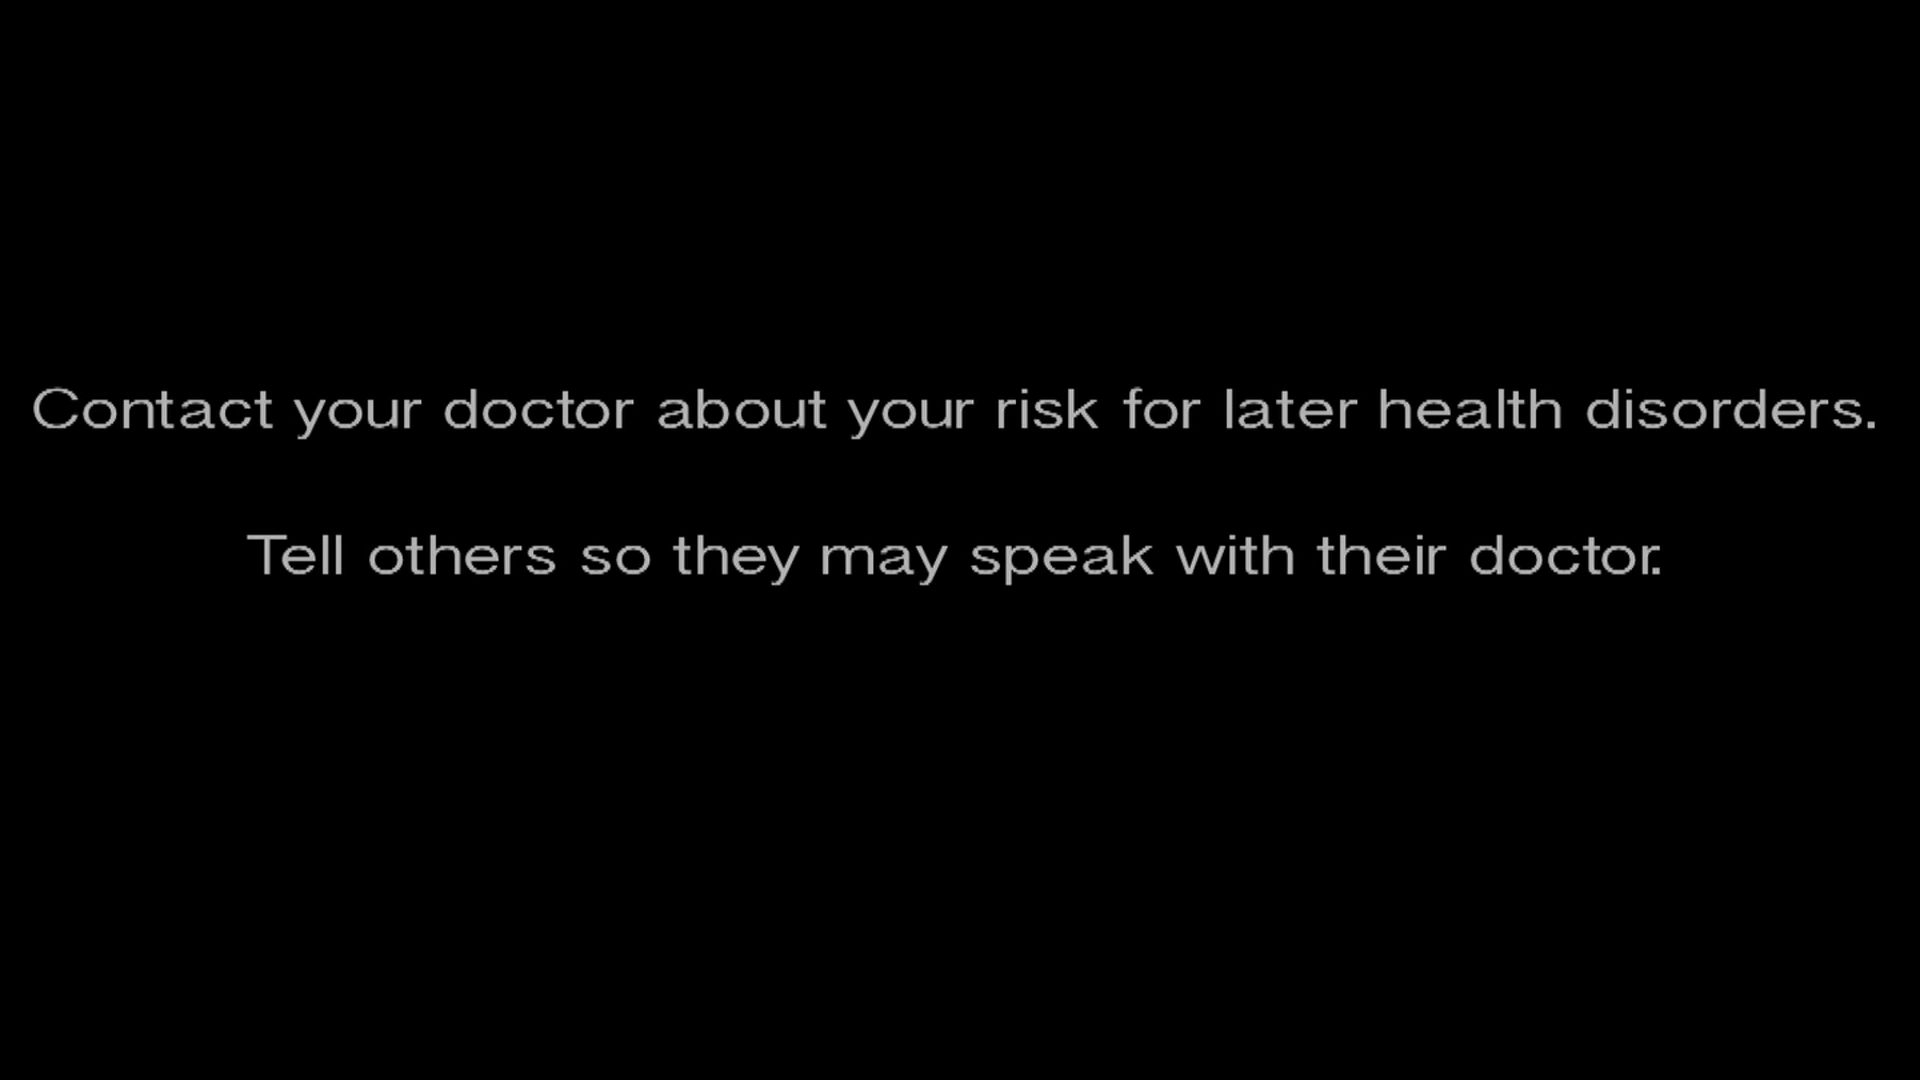 Contact your doctor about your risk for later health disorders.
Tell others so they may speak with their doctor.